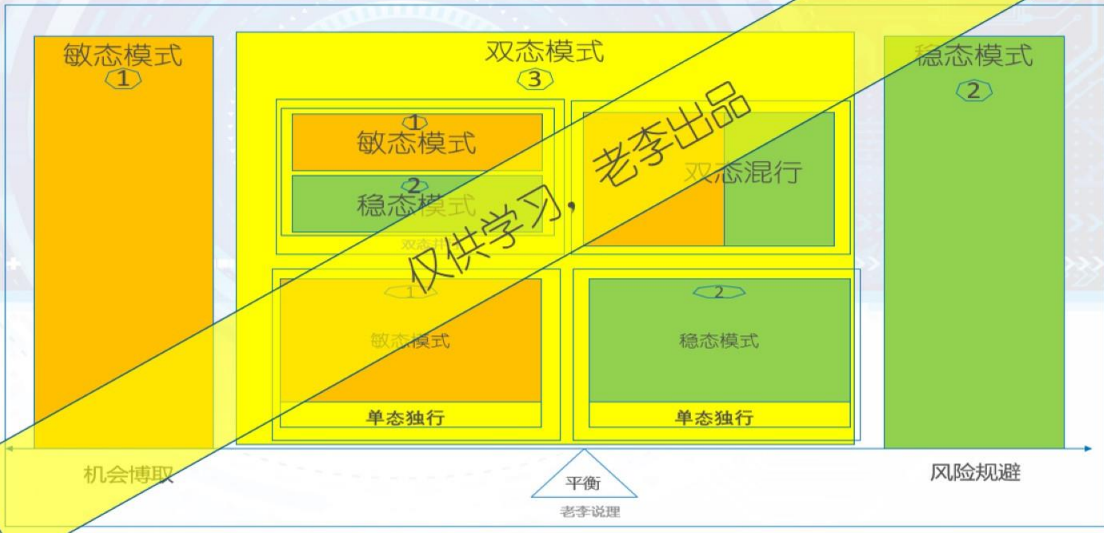 敏态模式
1
双态模式
3
稳态模式
2
1
敏态模式
2
稳态模式
双态混行
仅供学习，老李出品
1
敏态模式
单态独行
2
稳态模式
单态独行
机会博取
平衡
风险规避
老李说理